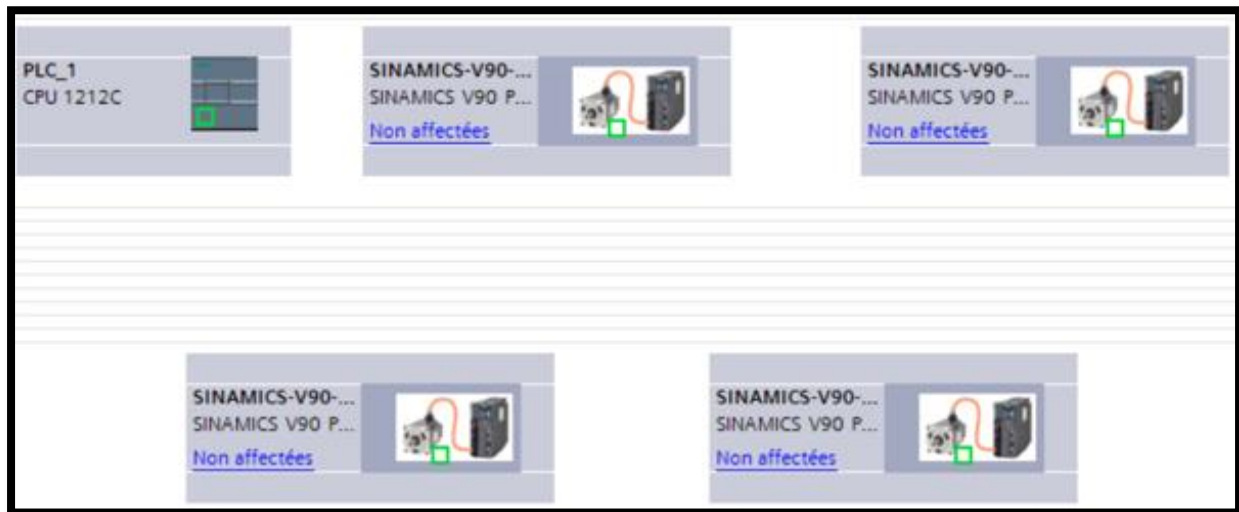 PLC_1
CPU 1212C
SINAMICS-V90-...
SINAMICS V90 P...
Non affectées
SINAMICS-V90-...
SINAMICS V90 P...
Non affectées
SINAMICS-V90-...
SINAMICS V90 P...
Non affectées
SINAMICS-V90-...
SINAMICS V90 P...
Non affectées